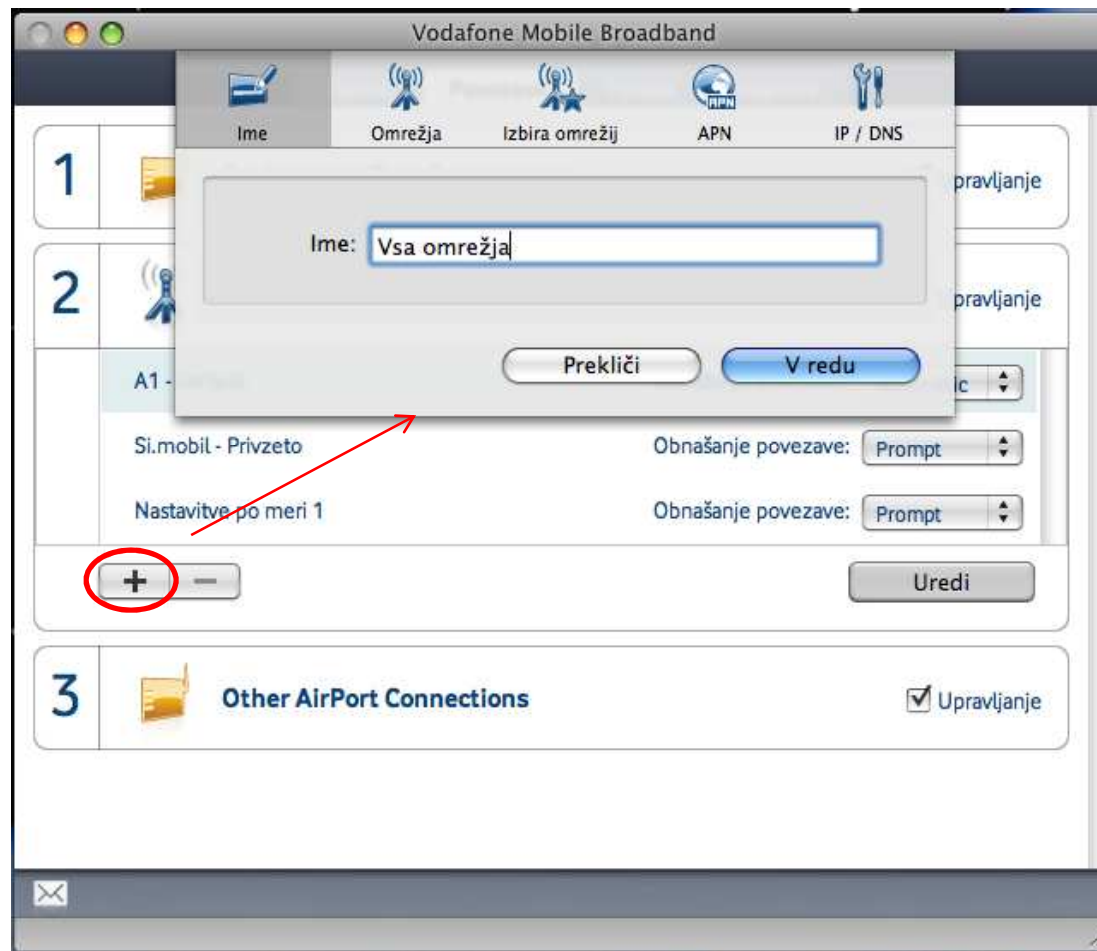 Vodafone Mobile Broadband
Ime
Omrežja
Izbira omrežij
APN
IP / DNS
1
pravljanje
Ime: Vsa omrežja
2
pravljanje
Prekliči
V redu
A1 -
ic
Si.mobil - Privzeto
Obnašanje povezave: Prompt
Nastavitve po meri 1
Obnašanje povezave: Prompt
+ −
Uredi
3
Other AirPort Connections
Upravljanje